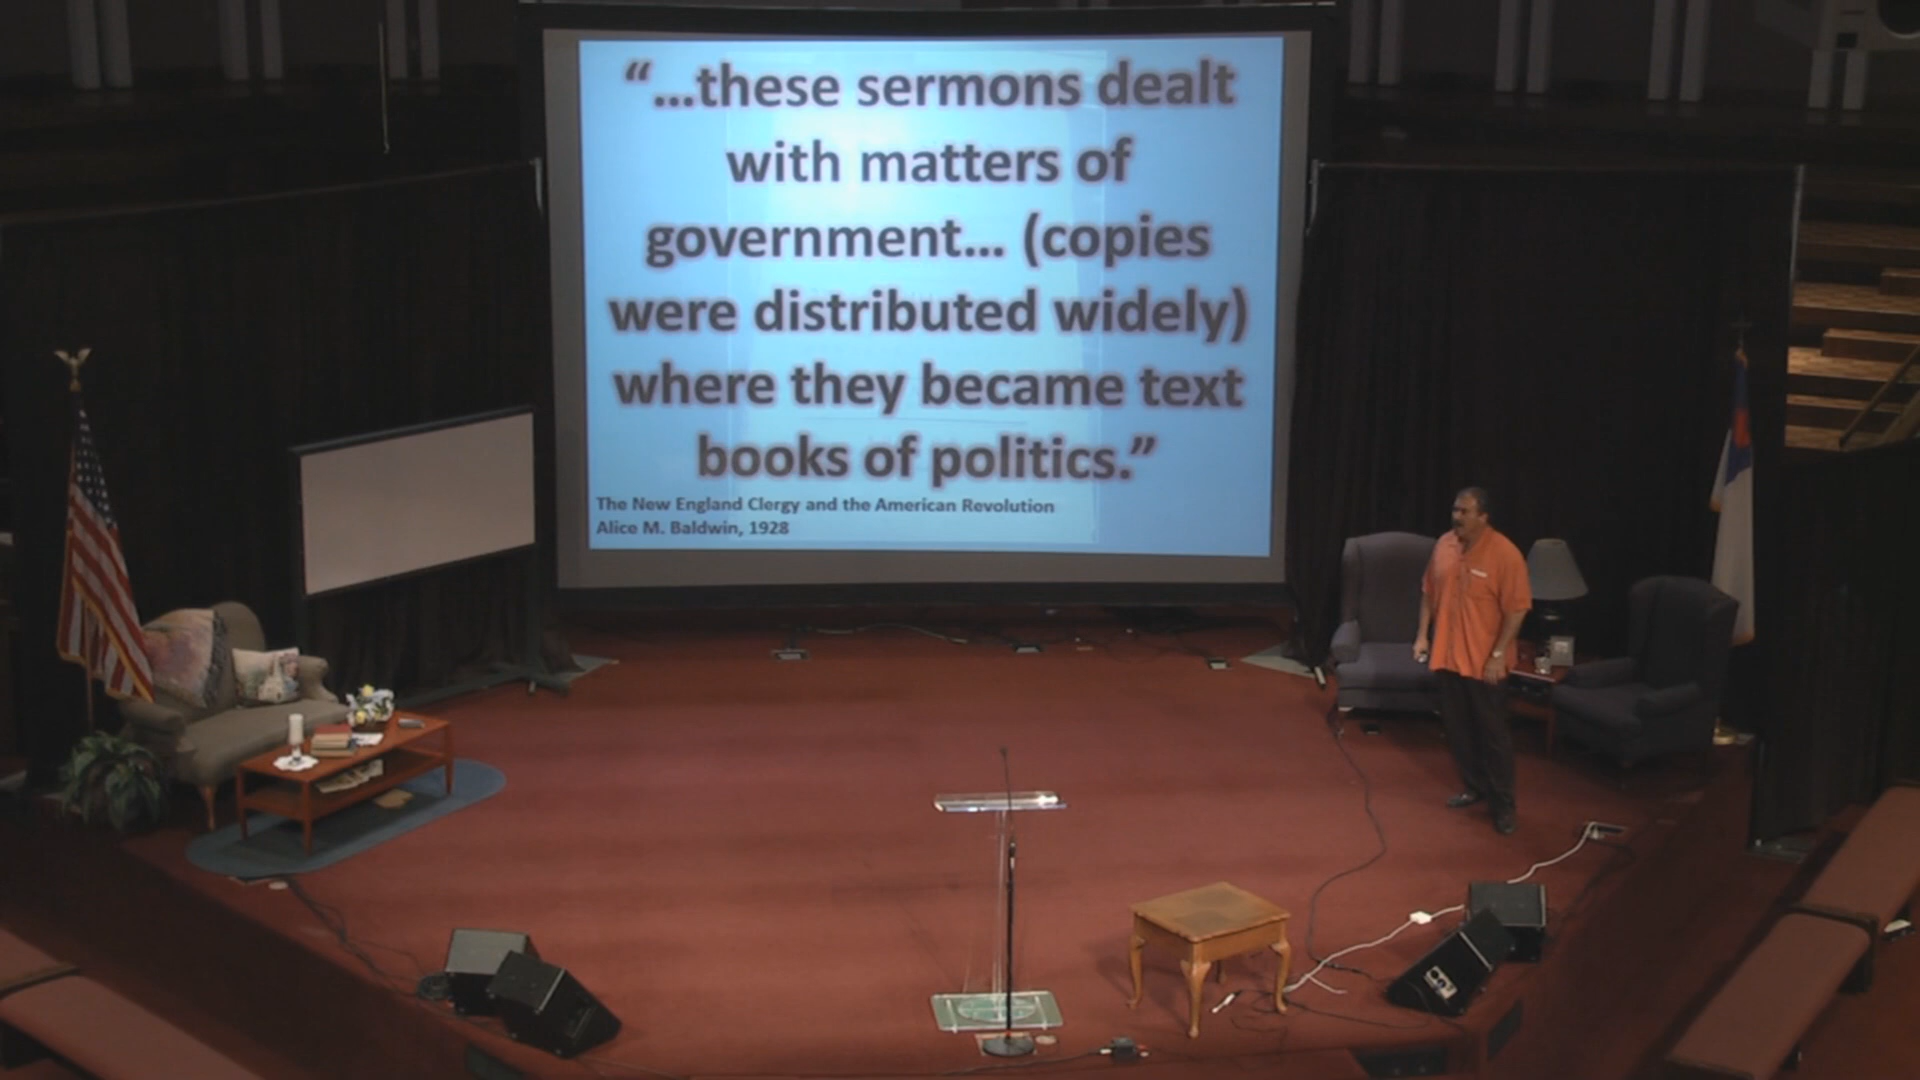 “...these sermons dealt
with matters of
government... (copies
were distributed widely)
where they became text
books of politics.”
The New England Clergy and the American Revolution
Alice M. Baldwin, 1928